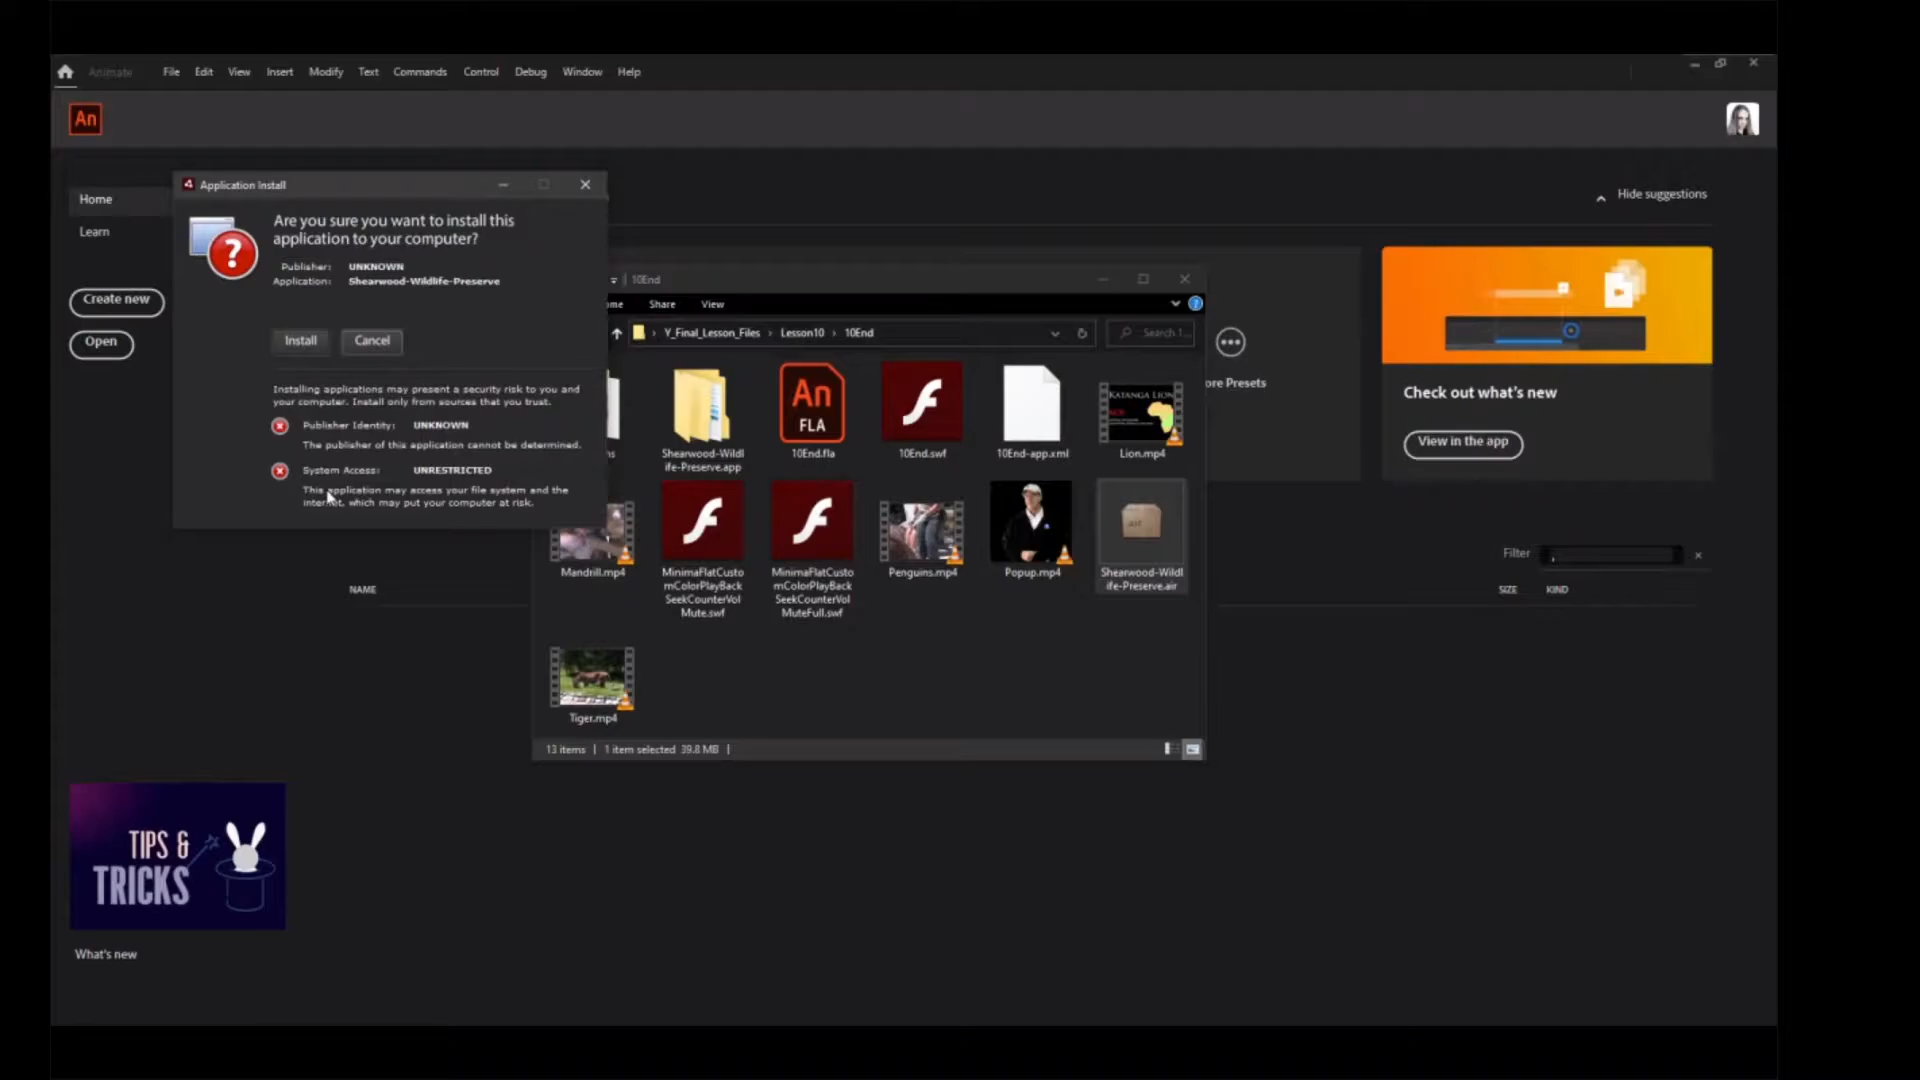 Animate File Edit View Insert Modify Text Commands Control Debug Window Help
An
Home
Learn
Create new
Open
Application Install
Are you sure you want to install this
application to your computer?
Publisher: UNKNOWN
Application: Shearwood-Wildlife-Preserve
Install Cancel
Installing applications may present a security risk to you and
your computer. Install only from sources that you trust.
Publisher Identity: UNKNOWN
The publisher of this application cannot be determined.
System Access: UNRESTRICTED
This application may access your file system and the
internet, which may put your computer at risk.
10End
Share View
Y_Final_Lesson_Files Lesson10 10End Search 1...
An
FLA
KATANGA LION
Shearwood-Wildl
ife-Preserve.app
10End.fla
10End.swf
10End-app.xml
Lion.mp4
Mandrill.mp4
MinimaFlatCusto
mColorPlayBack
SeekCounterVol
Mute.swf
MinimaFlatCusto
mColorPlayBack
SeekCounterVol
MuteFull.swf
Penguins.mp4
Popup.mp4
AIR
Shearwood-Wildl
ife-Preserve.air
Tiger.mp4
13 items 1 item selected 39.8 MB
ore Presets
Hide suggestions
Check out what's new
View in the app
Filter
NAME SIZE KIND
TIPS &
TRICKS
What's new